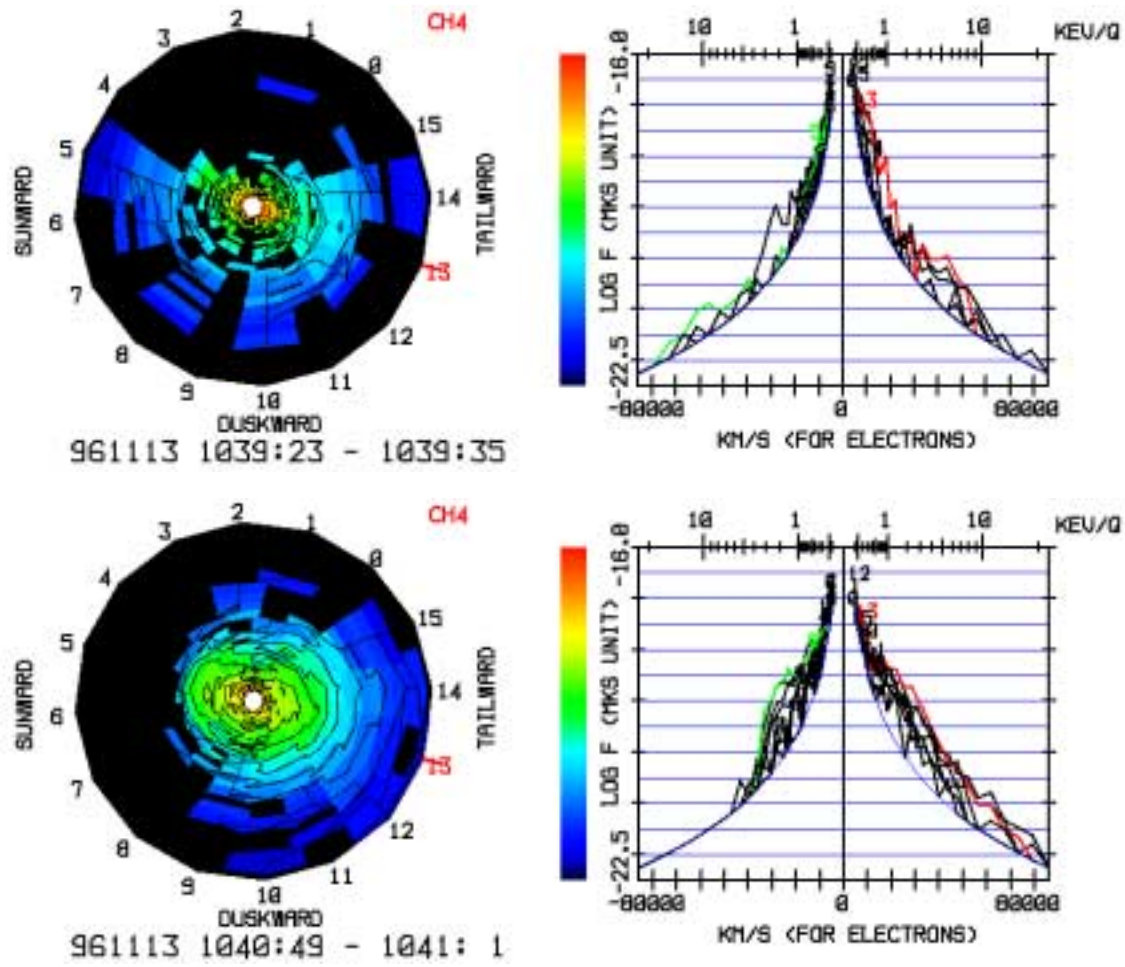 2 CH4
3 1
4 0
5 15
SUNWARD
6 14
TAILWARD
7 13
8 12
9 11
10
DUSKWARD
961113 1039:23 - 1039:35
10 1 1 10 KEV/Q
-16.0
LOG F (MKS UNIT)
-22.5
3
-80000 0 80000
KM/S (FOR ELECTRONS)
2 CH4
3 1
4 0
5 15
SUNWARD
6 14
TAILWARD
7 13
8 12
9 11
10
DUSKWARD
961113 1040:49 - 1041: 1
10 1 1 10 KEV/Q
-16.0
LOG F (MKS UNIT)
-22.5
12
3
-80000 0 80000
KM/S (FOR ELECTRONS)